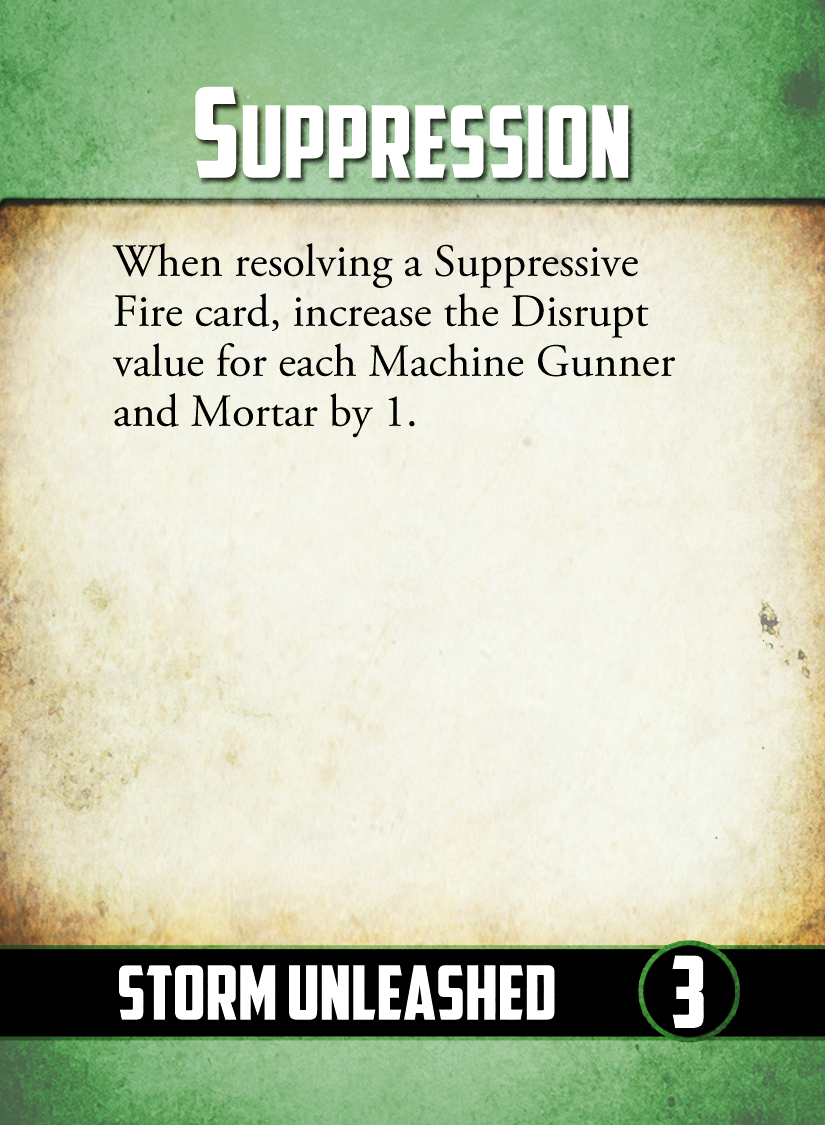 SUPPRESSION
When resolving a Suppressive
Fire card, increase the Disrupt
value for each Machine Gunner
and Mortar by 1.
STORM UNLEASHED 3